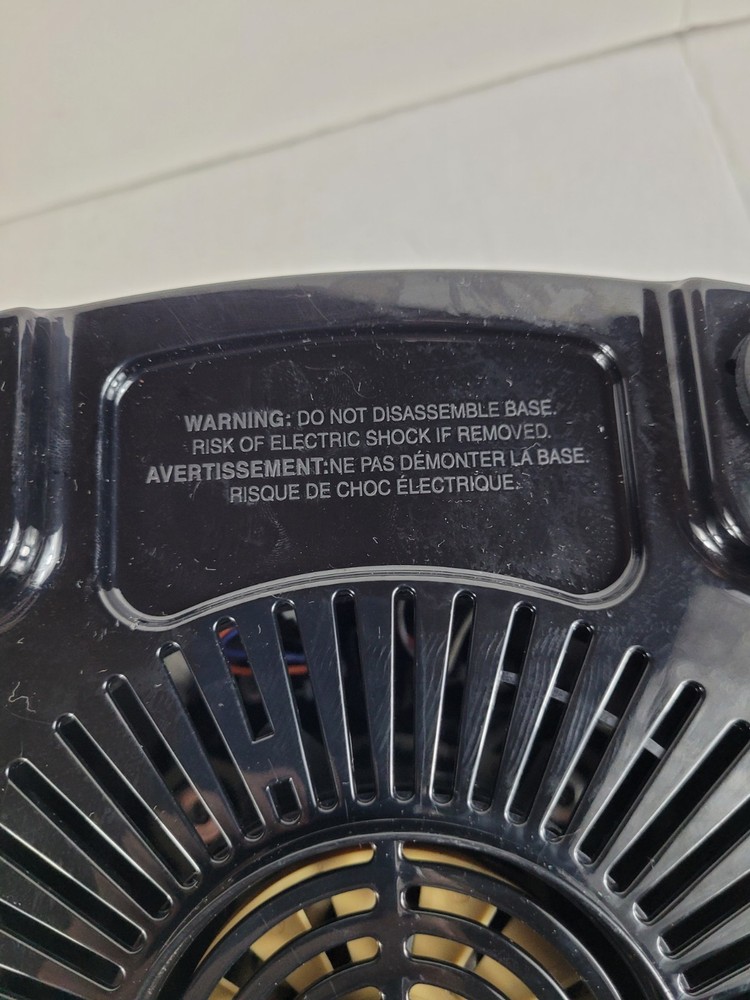 WARNING: DO NOT DISASSEMBLE BASE.
RISK OF ELECTRIC SHOCK IF REMOVED.
AVERTISSEMENT:NE PAS DÉMONTER LA BASE.
RISQUE DE CHOC ÉLECTRIQUE.